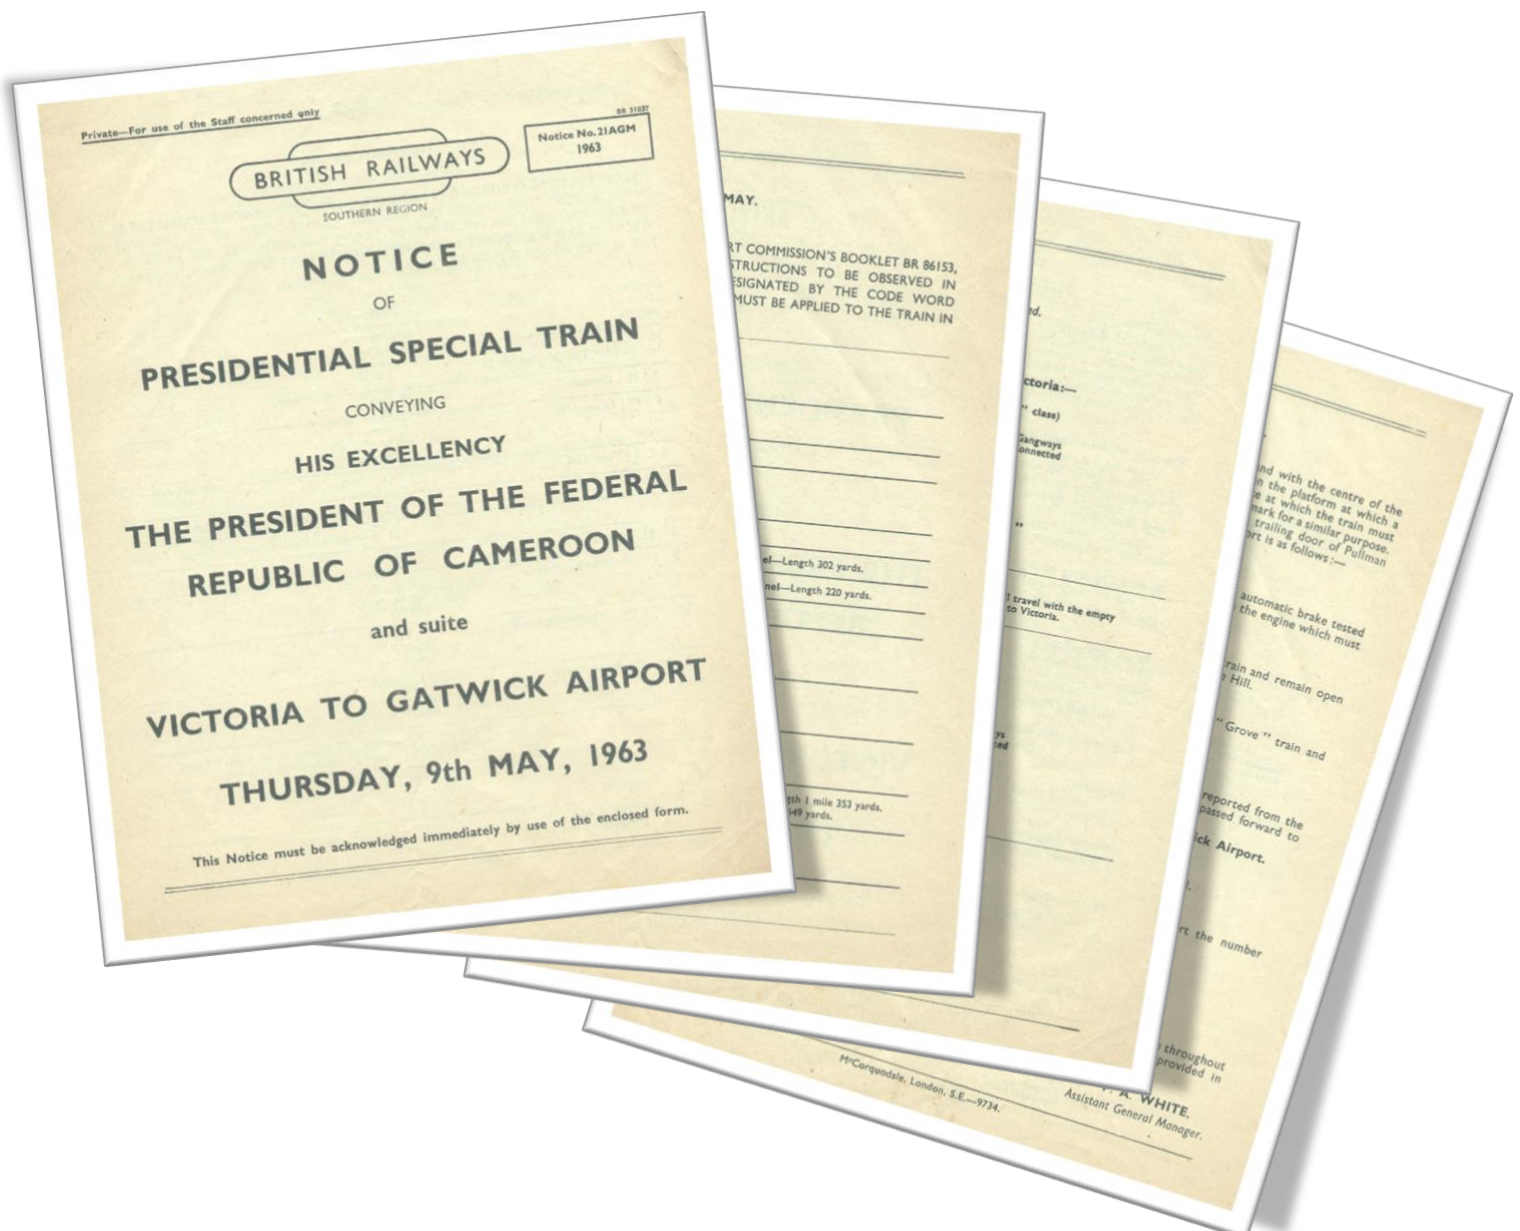 Private—For use of the Staff concerned only
BR 31037
BRITISH RAILWAYS
SOUTHERN REGION
Notice No. 21AGM
1963
NOTICE
OF
PRESIDENTIAL SPECIAL TRAIN
CONVEYING
HIS EXCELLENCY
THE PRESIDENT OF THE FEDERAL
REPUBLIC OF CAMEROON
and suite
VICTORIA TO GATWICK AIRPORT
THURSDAY, 9th MAY, 1963
This Notice must be acknowledged immediately by use of the enclosed form.
MAY.
RT COMMISSION'S BOOKLET BR 86153,
STRUCTIONS TO BE OBSERVED IN
ESIGNATED BY THE CODE WORD
MUST BE APPLIED TO THE TRAIN IN
el—Length 302 yards.
nel—Length 220 yards.
gth 1 mile 353 yards.
649 yards.
ed.
ctoria:—
" class)
Gangways
onnected
"
l travel with the empty
to Victoria.
ys
ted
nd with the centre of the
n the platform at which a
e at which the train must
mark for a similar purpose.
trailing door of Pullman
ort is as follows:—
automatic brake tested
the engine which must
rain and remain open
e Hill.
" Grove " train and
reported from the
passed forward to
ick Airport.
rt the number
throughout
provided in
A. WHITE,
Assistant General Manager.
McCorquodale, London, S.E.—9734.